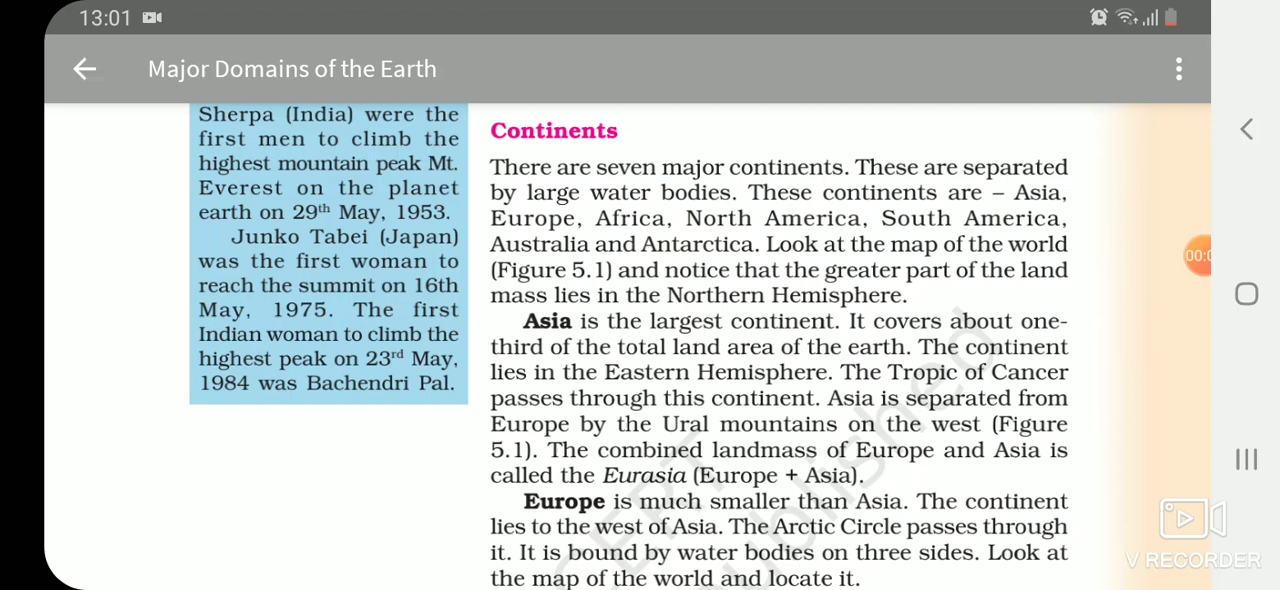 13:01
Major Domains of the Earth
Sherpa (India) were the
first men to climb the
highest mountain peak Mt.
Everest on the planet
earth on 29th May, 1953.
Junko Tabei (Japan)
was the first woman to
reach the summit on 16th
May, 1975. The first
Indian woman to climb the
highest peak on 23rd May,
1984 was Bachendri Pal.
Continents
There are seven major continents. These are separated
by large water bodies. These continents are – Asia,
Europe, Africa, North America, South America,
Australia and Antarctica. Look at the map of the world
(Figure 5.1) and notice that the greater part of the land
mass lies in the Northern Hemisphere.
Asia is the largest continent. It covers about one-
third of the total land area of the earth. The continent
lies in the Eastern Hemisphere. The Tropic of Cancer
passes through this continent. Asia is separated from
Europe by the Ural mountains on the west (Figure
5.1). The combined landmass of Europe and Asia is
called the Eurasia (Europe + Asia).
Europe is much smaller than Asia. The continent
lies to the west of Asia. The Arctic Circle passes through
it. It is bound by water bodies on three sides. Look at
the map of the world and locate it.
V RECORDER